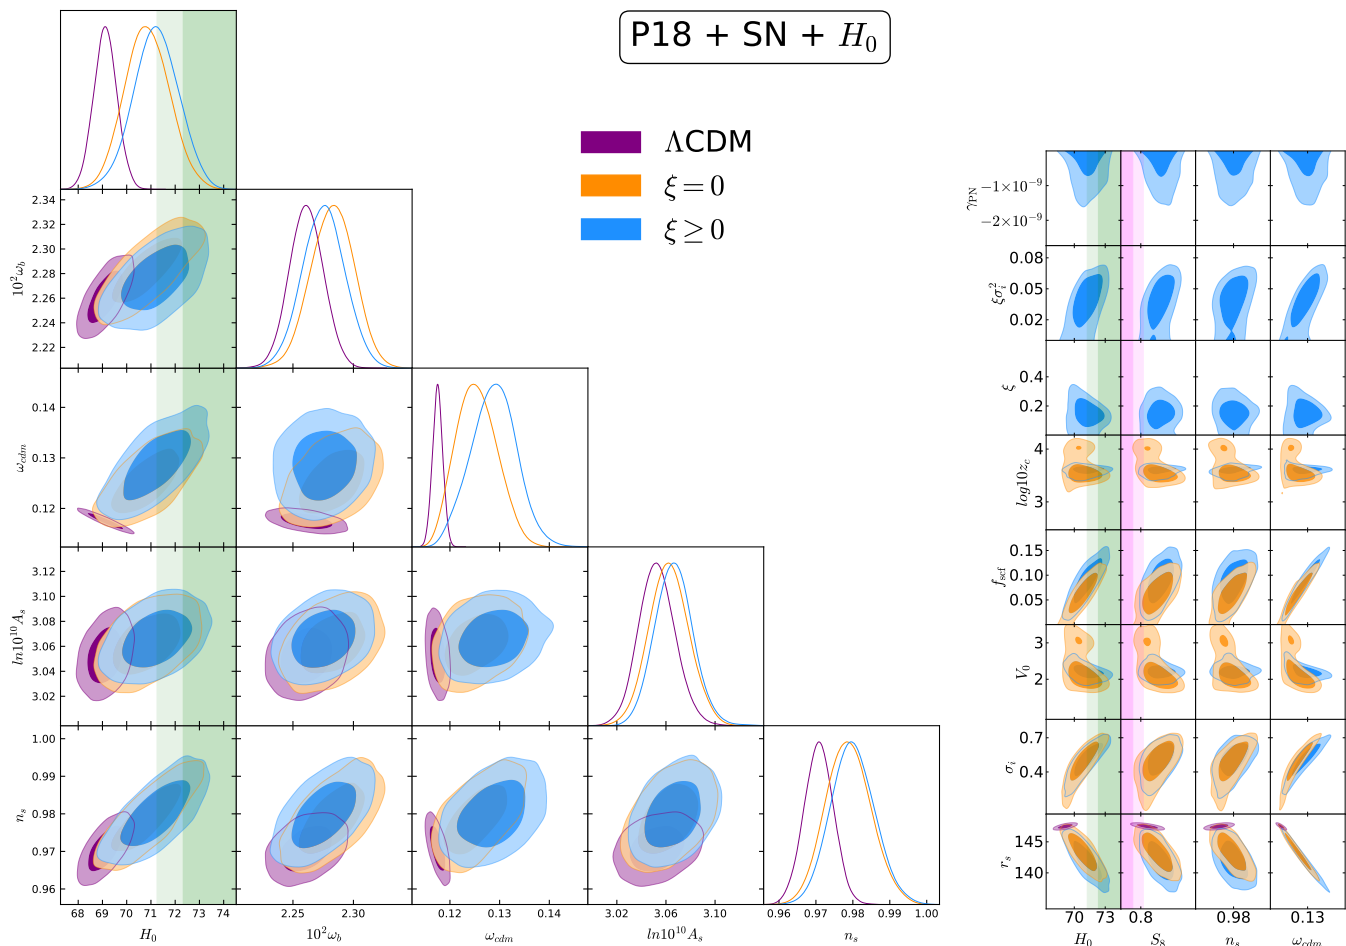 P18 + SN + H₀
ΛCDM
ξ = 0
ξ ≥ 0
10²ω_b
2.34
2.32
2.30
2.28
2.26
2.24
2.22
ω_cdm
0.14
0.13
0.12
ln10¹⁰A_s
3.12
3.10
3.08
3.06
3.04
3.02
n_s
1.00
0.99
0.98
0.97
0.96
68 69 70 71 72 73 74
2.25 2.30
0.12 0.13 0.14
3.02 3.06 3.10
0.96 0.97 0.98 0.99 1.00
H₀ 10²ω_b ω_cdm ln10¹⁰A_s n_s
γ_PN
−1×10⁻⁹
−2×10⁻⁹
ξσ_i²
0.08
0.05
0.02
ξ
0.4
0.2
log10z_c
4
3
f_scf
0.15
0.10
0.05
V₀
3
2
σ_i
0.7
0.4
r_s
145
140
70 73 0.8 0.98 0.13
H₀ S₈ n_s ω_cdm